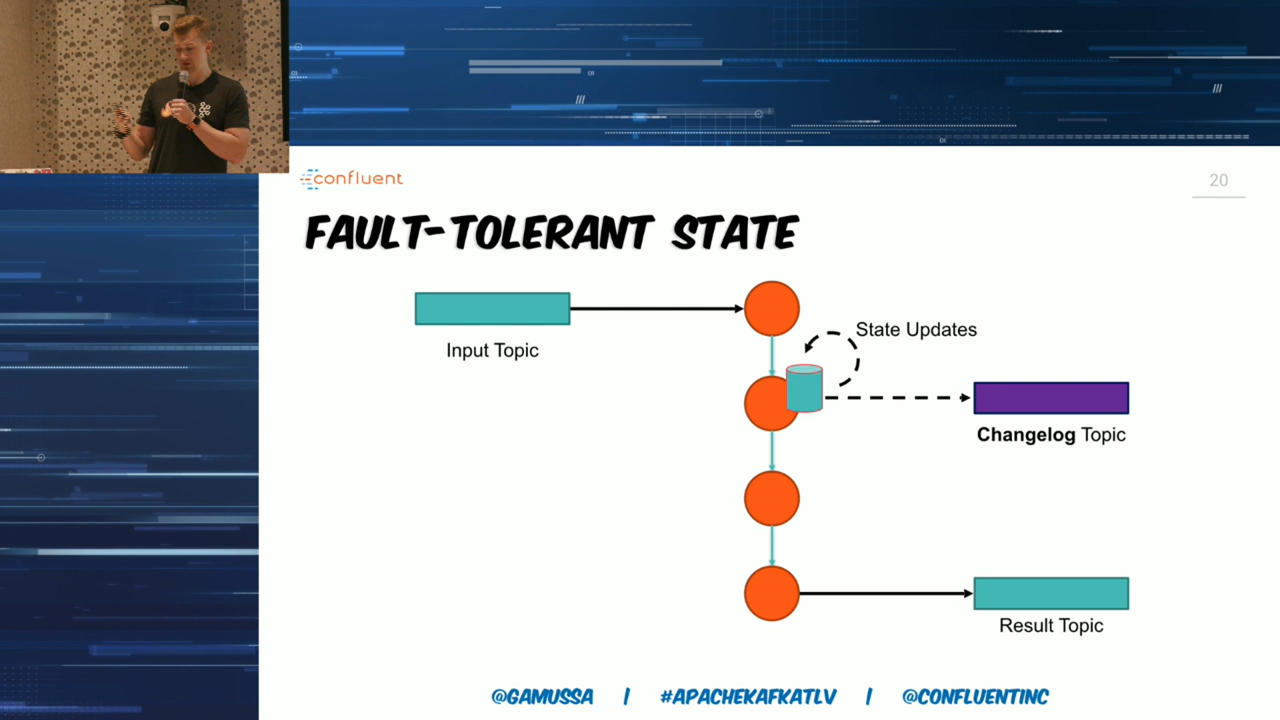 confluent
20
FAULT-TOLERANT STATE
State Updates
Input Topic
Changelog Topic
Result Topic
@GAMUSSA | #APACHEKAFKATLV | @CONFLUENTINC